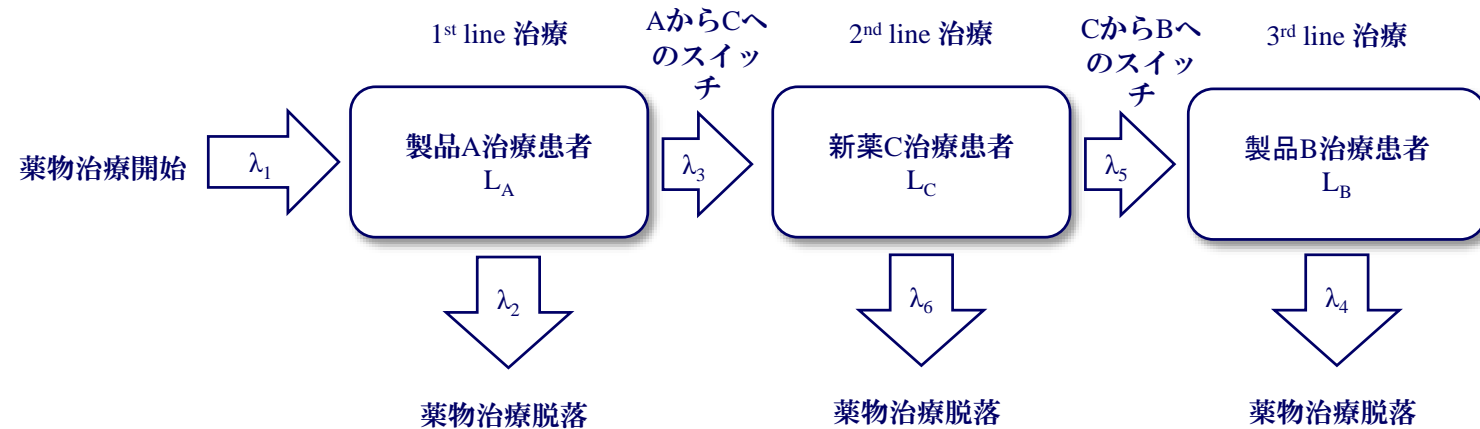 1st line 治療
AからCへ
のスイッ
チ
2nd line 治療
CからBへ
のスイッ
チ
3rd line 治療
薬物治療開始
λ1
製品A治療患者
LA
λ3
新薬C治療患者
LC
λ5
製品B治療患者
LB
λ2
λ6
λ4
薬物治療脱落
薬物治療脱落
薬物治療脱落